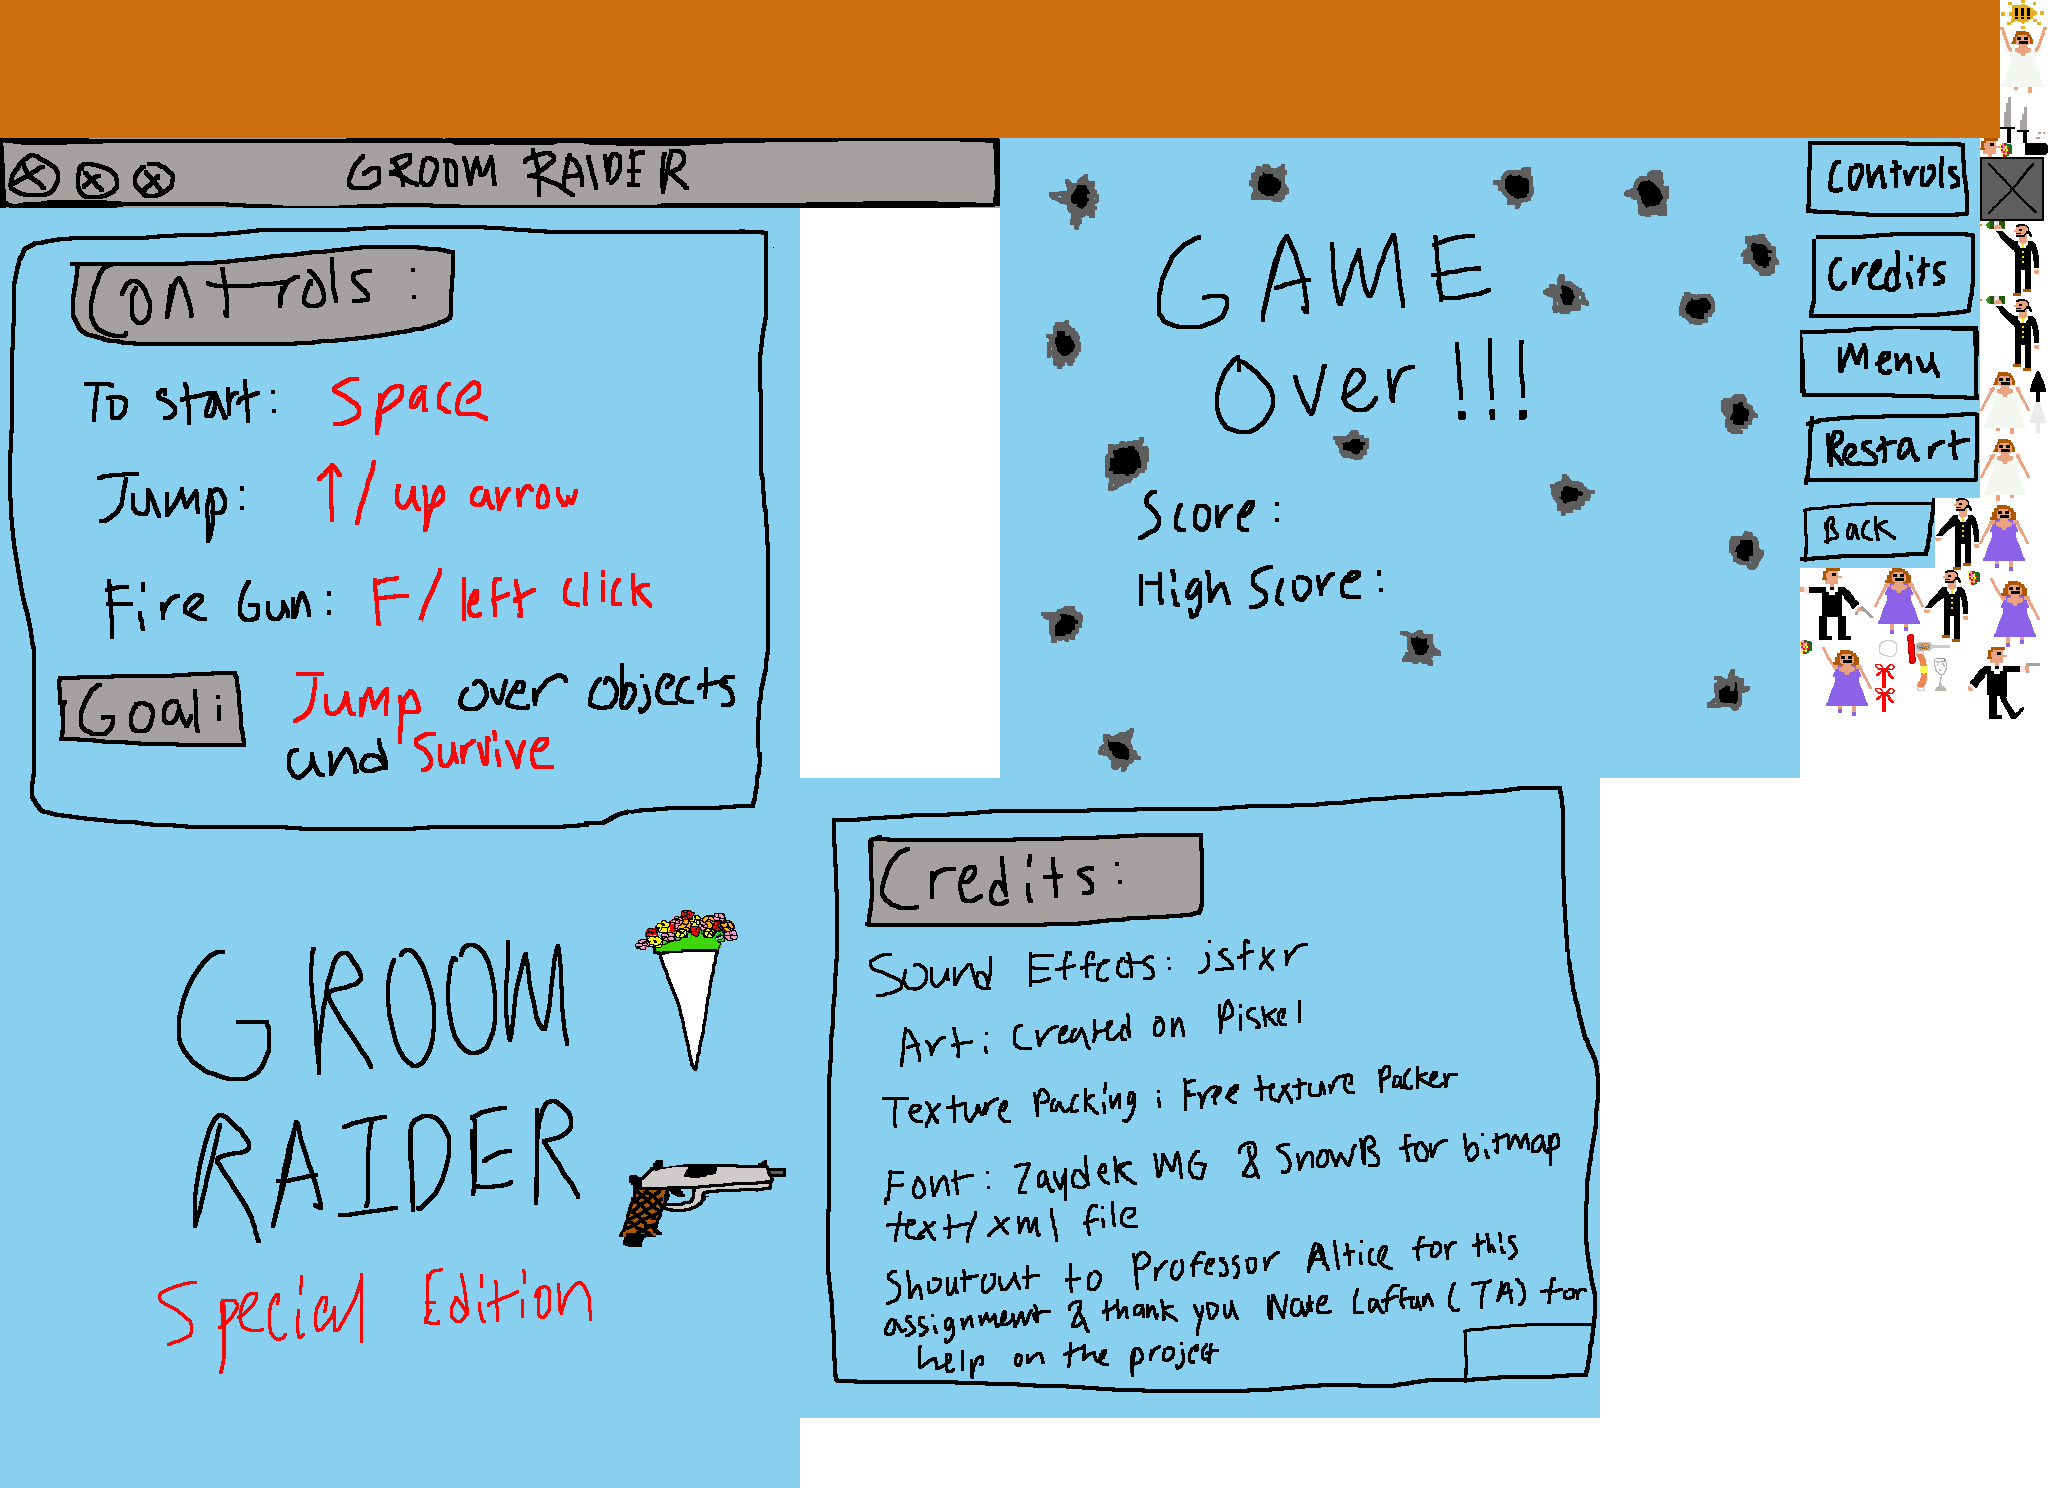 GROOM RAIDER
Controls:
To start: Space
Jump: ↑/ up arrow
Fire Gun: F/left click
Goal: Jump over objects
and Survive
GAME
Over!!!
Score:
High Score:
Controls
Credits
Menu
Restart
Back
GROOM
RAIDER
Special Edition
Credits:
Sound Effects: jsfxr
Art: Created on Piskel
Texture Packing: Free texture Packer
Font: Zaydek MG & SnowB for bitmap
text/xml file
Shoutout to Professor Altice for this
assignment & thank you Nate Laffan (TA) for
help on the project